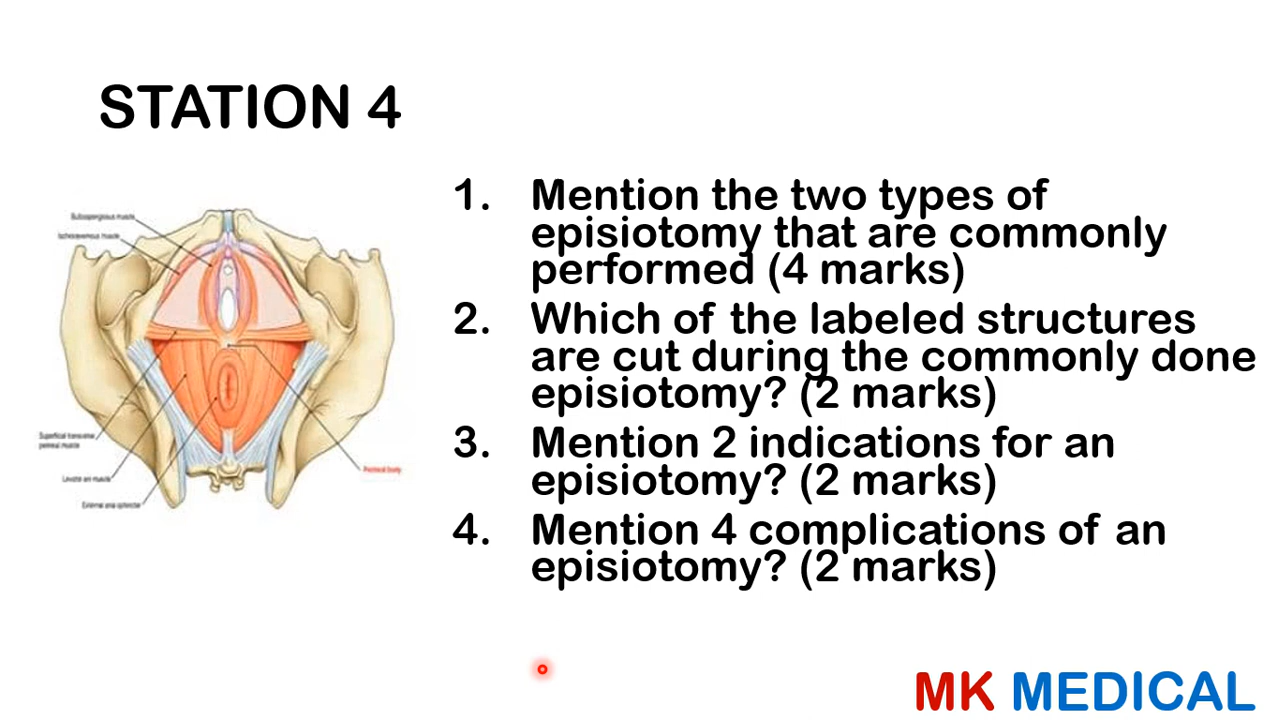 STATION 4
1. Mention the two types of
episiotomy that are commonly
performed (4 marks)
2. Which of the labeled structures
are cut during the commonly done
episiotomy? (2 marks)
3. Mention 2 indications for an
episiotomy? (2 marks)
4. Mention 4 complications of an
episiotomy? (2 marks)
Ischiocavernous muscle
Superficial transverse
perineal muscle
Levator ani muscle
Perineal body
External anal sphincter
MK MEDICAL